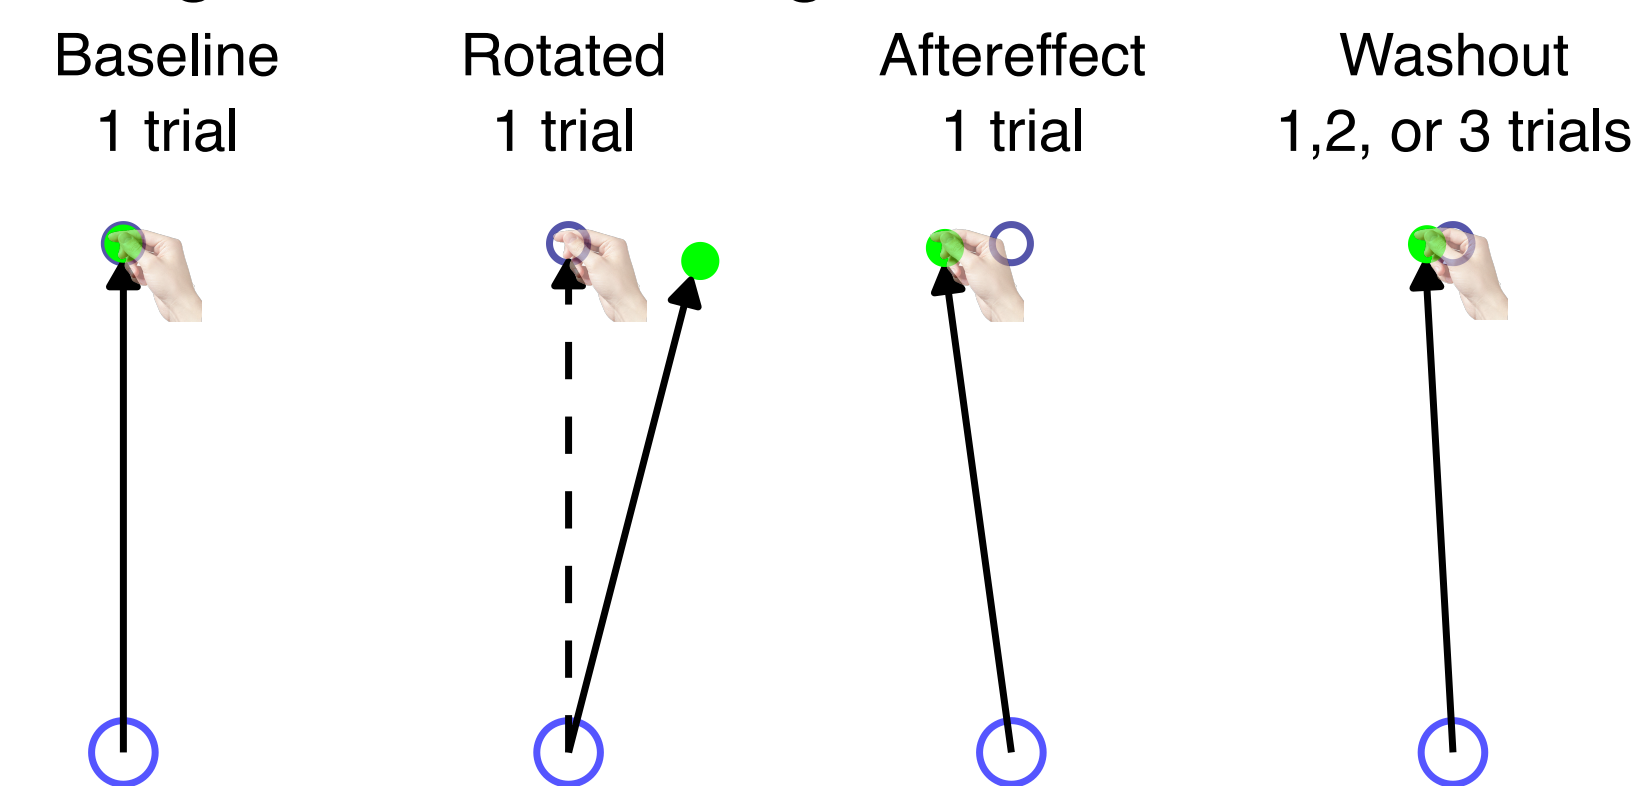 Baseline
1 trial
Rotated
1 trial
Aftereffect
1 trial
Washout
1,2, or 3 trials